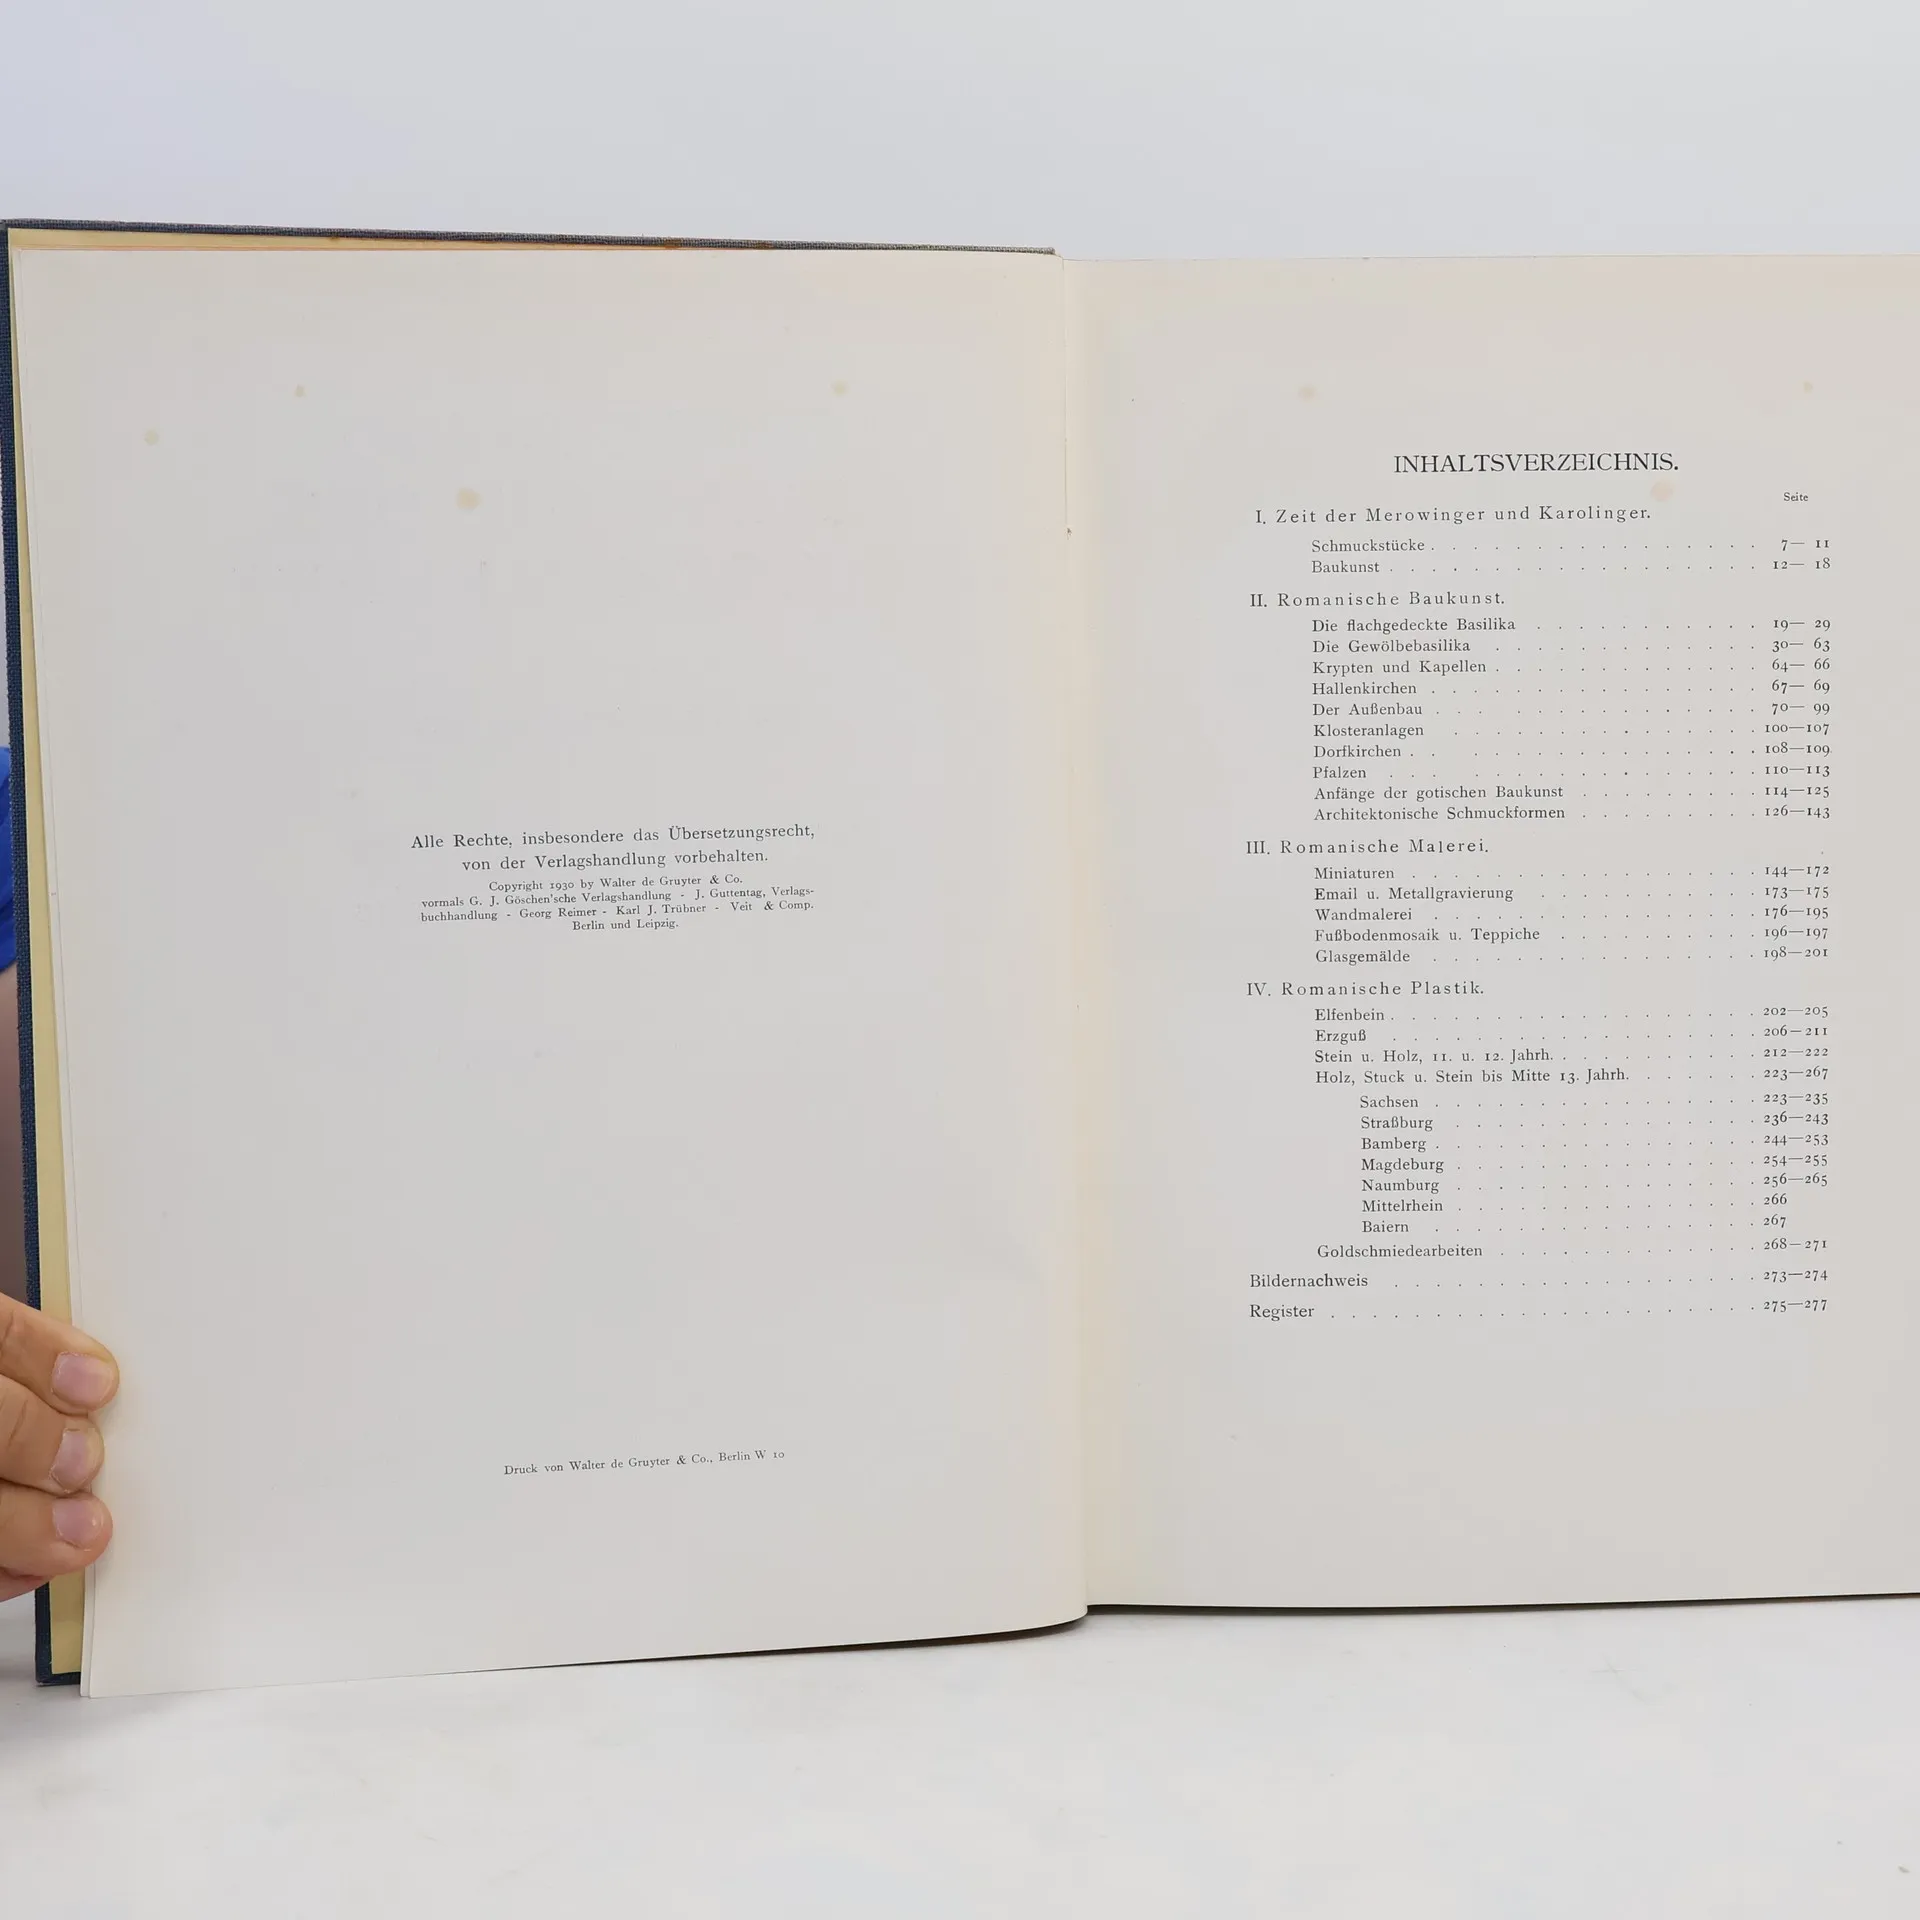 Alle Rechte, insbesondere das Übersetzungsrecht,
von der Verlagshandlung vorbehalten.
Copyright 1930 by Walter de Gruyter & Co.
vormals G. J. Göschen'sche Verlagshandlung - J. Guttentag, Verlags-
buchhandlung - Georg Reimer - Karl J. Trübner - Veit & Comp.
Berlin und Leipzig.
Druck von Walter de Gruyter & Co., Berlin W 10
INHALTSVERZEICHNIS.
Seite
I. Zeit der Merowinger und Karolinger.
Schmuckstücke . . . . . . . . . . . . . . . . 7— 11
Baukunst . . . . . . . . . . . . . . . . . . 12— 18
II. Romanische Baukunst.
Die flachgedeckte Basilika . . . . . . . . . . . 19— 29
Die Gewölbebasilika . . . . . . . . . . . . . 30— 63
Krypten und Kapellen . . . . . . . . . . . . . 64— 66
Hallenkirchen . . . . . . . . . . . . . . . . 67— 69
Der Außenbau . . . . . . . . . . . . . . . 70— 99
Klosteranlagen . . . . . . . . . . . . . . . 100—107
Dorfkirchen . . . . . . . . . . . . . . . . 108—109
Pfalzen . . . . . . . . . . . . . . . . . 110—113
Anfänge der gotischen Baukunst . . . . . . . . . 114—125
Architektonische Schmuckformen . . . . . . . . . 126—143
III. Romanische Malerei.
Miniaturen . . . . . . . . . . . . . . . . 144—172
Email u. Metallgravierung . . . . . . . . . . . 173—175
Wandmalerei . . . . . . . . . . . . . . . . 176—195
Fußbodenmosaik u. Teppiche . . . . . . . . . . 196—197
Glasgemälde . . . . . . . . . . . . . . . . 198—201
IV. Romanische Plastik.
Elfenbein . . . . . . . . . . . . . . . . . . 202—205
Erzguß . . . . . . . . . . . . . . . . . . 206—211
Stein u. Holz, 11. u. 12. Jahrh. . . . . . . . . . . 212—222
Holz, Stuck u. Stein bis Mitte 13. Jahrh. . . . . . . 223—267
Sachsen . . . . . . . . . . . . . . . . 223—235
Straßburg . . . . . . . . . . . . . . . 236—243
Bamberg . . . . . . . . . . . . . . . . 244—253
Magdeburg . . . . . . . . . . . . . . . 254—255
Naumburg . . . . . . . . . . . . . . . 256—265
Mittelrhein . . . . . . . . . . . . . . . 266
Baiern . . . . . . . . . . . . . . . . 267
Goldschmiedearbeiten . . . . . . . . . . . . . 268—271
Bildernachweis . . . . . . . . . . . . . . . . . . 273—274
Register . . . . . . . . . . . . . . . . . . . . . 275—277